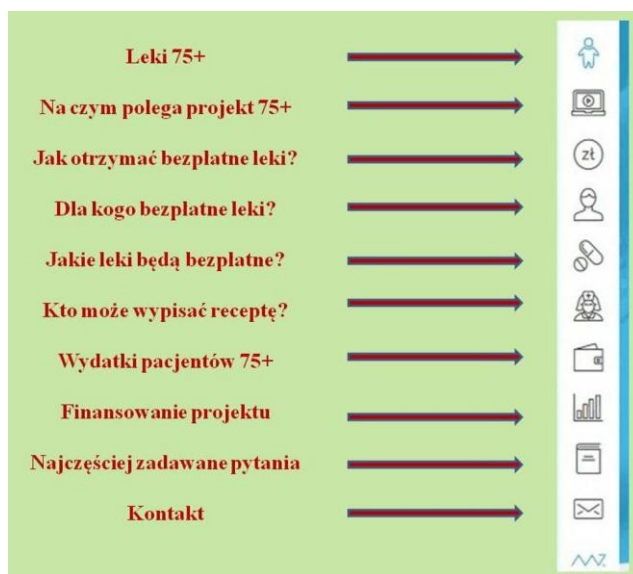 Leki 75+
Na czym polega projekt 75+
Jak otrzymać bezpłatne leki?
zł
Dla kogo bezpłatne leki?
Jakie leki będą bezpłatne?
Kto może wypisać receptę?
Wydatki pacjentów 75+
Finansowanie projektu
Najczęściej zadawane pytania
Kontakt